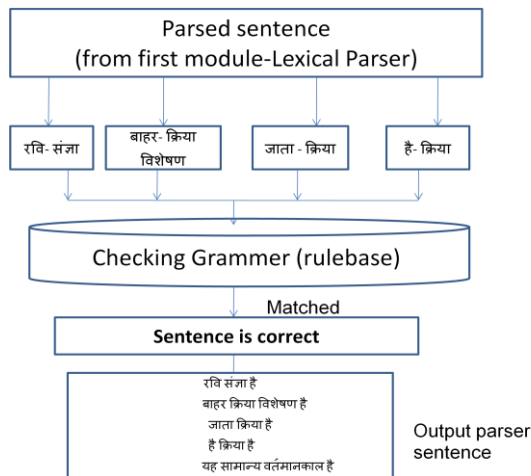 Parsed sentence
(from first module-Lexical Parser)
रवि- संज्ञा
बाहर- क्रिया
विशेषण
जाता - क्रिया
है- क्रिया
Checking Grammer (rulebase)
Matched
Sentence is correct
रवि संज्ञा है
बाहर क्रिया विशेषण है
जाता क्रिया है
है क्रिया है
यह सामान्य वर्तमानकाल है
Output parser
sentence